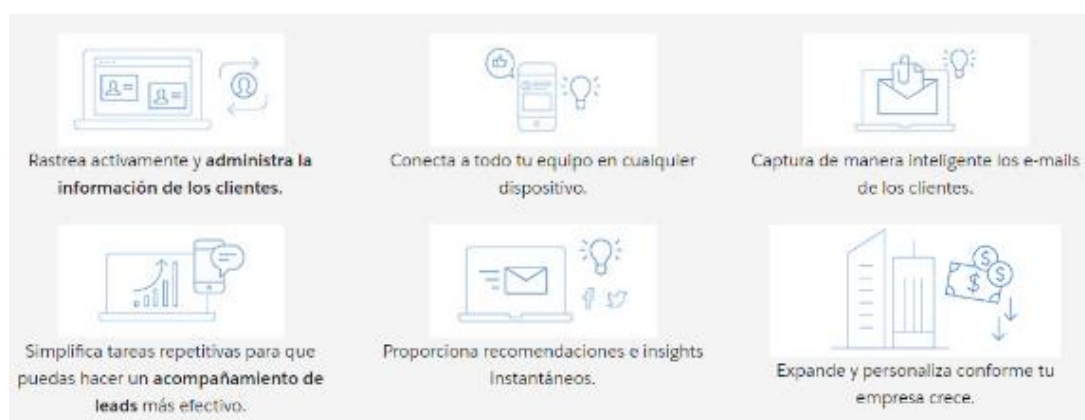 Rastrea activamente y administra la
información de los clientes.
Conecta a todo tu equipo en cualquier
dispositivo.
Captura de manera inteligente los e-mails
de los clientes.
Simplifica tareas repetitivas para que
puedas hacer un acompañamiento de
leads más efectivo.
Proporciona recomendaciones e insights
instantáneos.
Expande y personaliza conforme tu
empresa crece.